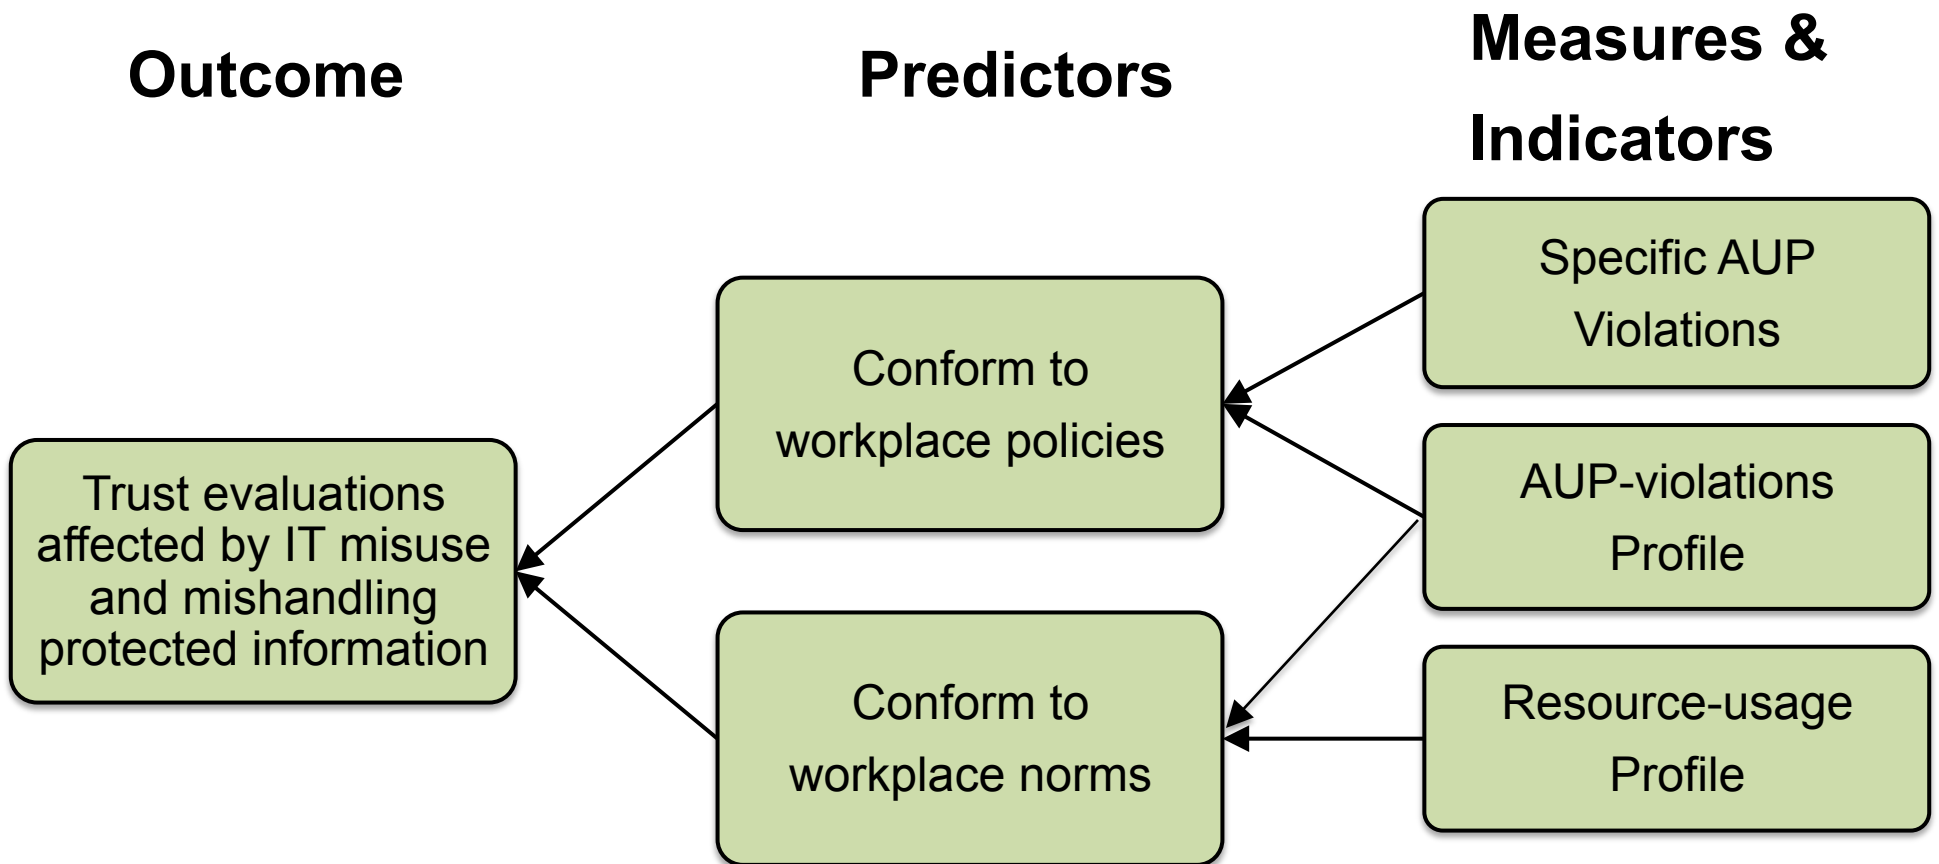 Outcome
Predictors
Measures &
Indicators
Trust evaluations
affected by IT misuse
and mishandling
protected information
Conform to
workplace policies
Conform to
workplace norms
Specific AUP
Violations
AUP-violations
Profile
Resource-usage
Profile